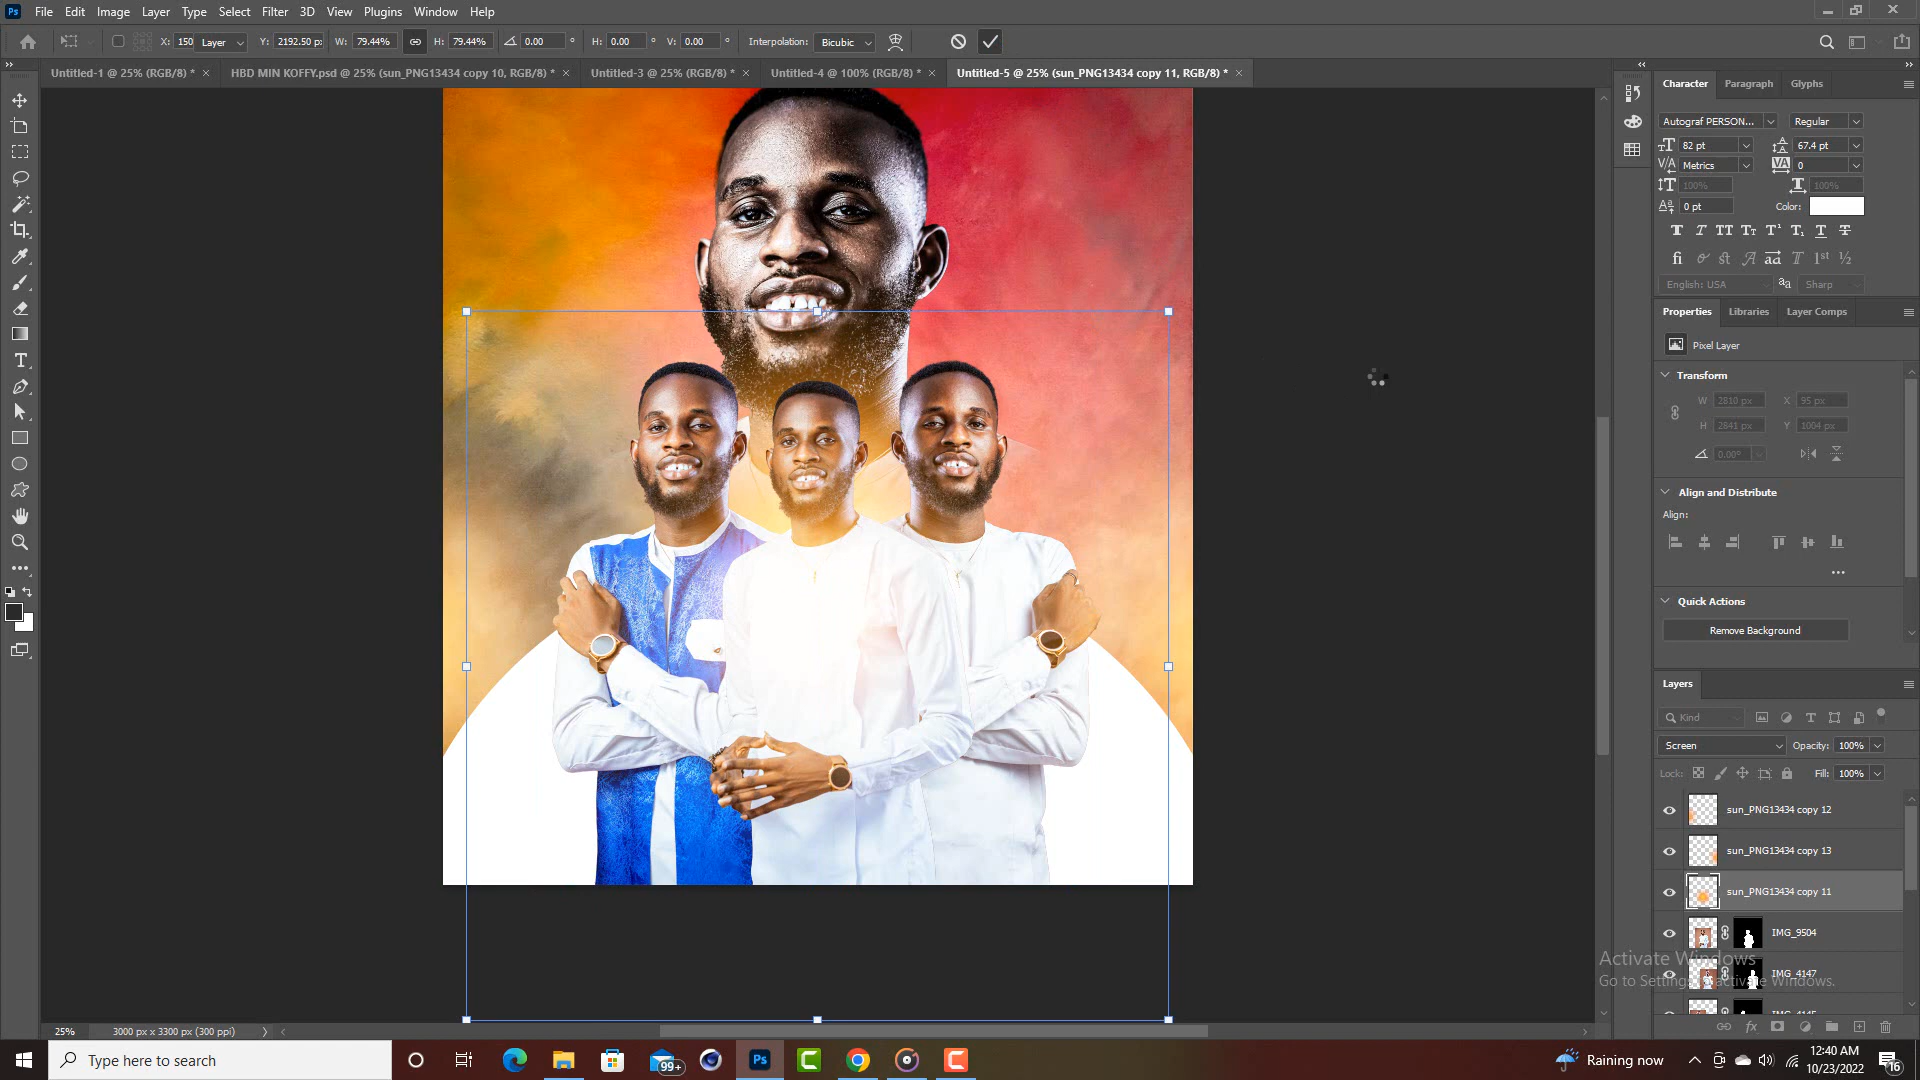 Ps File Edit Image Layer Type Select Filter 3D View Plugins Window Help
X: 150 Layer Y: 2192.50 px W: 79.44% H: 79.44% 0.00 ° H: 0.00 ° V: 0.00 ° Interpolation: Bicubic
Untitled-1 @ 25% (RGB/8) * × HBD MIN KOFFY.psd @ 25% (sun_PNG13434 copy 10, RGB/8) * × Untitled-3 @ 25% (RGB/8) * × Untitled-4 @ 100% (RGB/8) * × Untitled-5 @ 25% (sun_PNG13434 copy 11, RGB/8) * ×
Character Paragraph Glyphs
Autograf PERSON... Regular
82 pt 67.4 pt
Metrics 0
100% 100%
0 pt Color:
English: USA Sharp
Properties Libraries Layer Comps
Pixel Layer
Transform
W 2810 px X 95 px
H 2841 px Y 1004 px
0.00°
Align and Distribute
Align:
Quick Actions
Remove Background
Layers
Kind
Screen Opacity: 100%
Lock: Fill: 100%
sun_PNG13434 copy 12
sun_PNG13434 copy 13
sun_PNG13434 copy 11
IMG_9504
Activate Windows
IMG_4147
25% 3000 px x 3300 px (300 ppi)
Type here to search
99+
Ps
Raining now
12:40 AM
10/23/2022
16